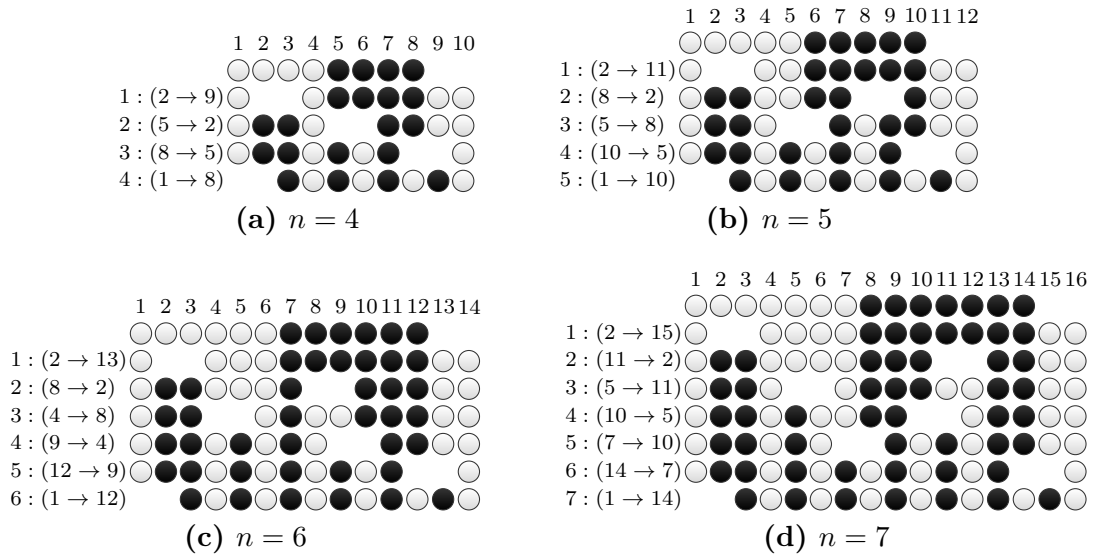 1 2 3 4 5 6 7 8 9 10
1 : (2 → 9)
2 : (5 → 2)
3 : (8 → 5)
4 : (1 → 8)
(a) n = 4
1 2 3 4 5 6 7 8 9 10 11 12
1 : (2 → 11)
2 : (8 → 2)
3 : (5 → 8)
4 : (10 → 5)
5 : (1 → 10)
(b) n = 5
1 2 3 4 5 6 7 8 9 10 11 12 13 14
1 : (2 → 13)
2 : (8 → 2)
3 : (4 → 8)
4 : (9 → 4)
5 : (12 → 9)
6 : (1 → 12)
(c) n = 6
1 2 3 4 5 6 7 8 9 10 11 12 13 14 15 16
1 : (2 → 15)
2 : (11 → 2)
3 : (5 → 11)
4 : (10 → 5)
5 : (7 → 10)
6 : (14 → 7)
7 : (1 → 14)
(d) n = 7